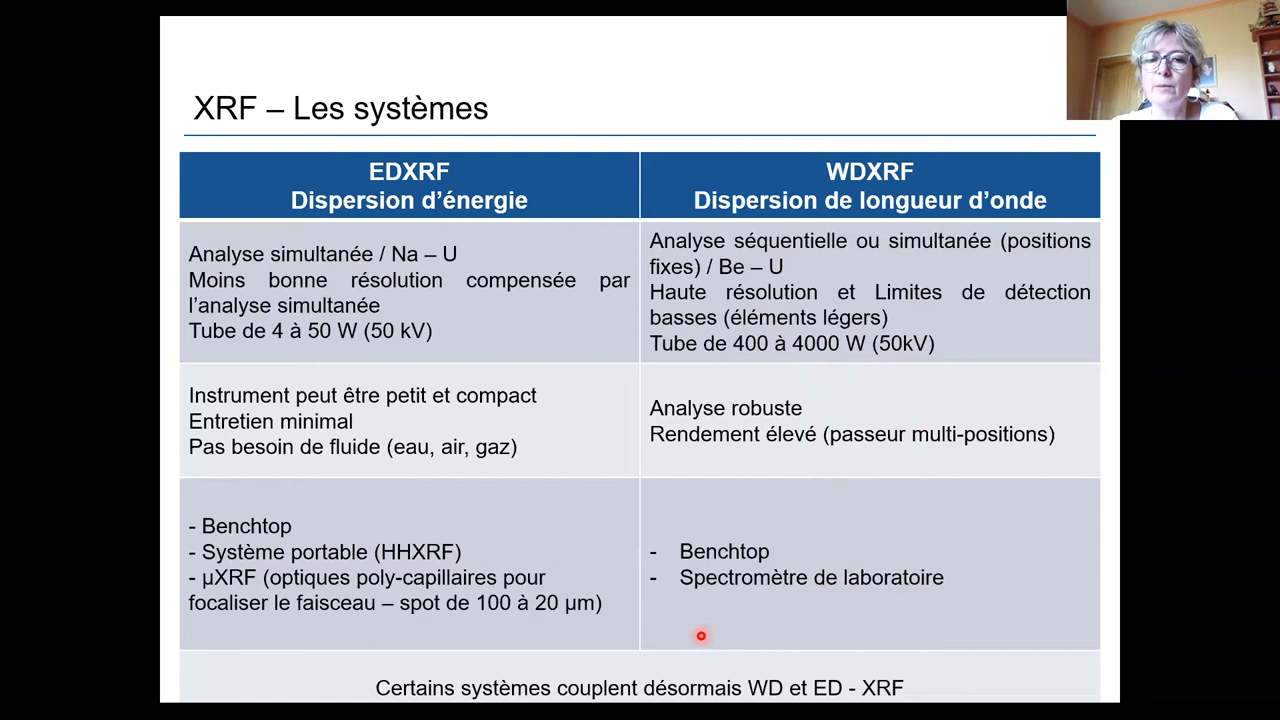 XRF – Les systèmes
EDXRF
Dispersion d’énergie
WDXRF
Dispersion de longueur d’onde
Analyse simultanée / Na – U
Moins bonne résolution compensée par
l’analyse simultanée
Tube de 4 à 50 W (50 kV)
Analyse séquentielle ou simultanée (positions
fixes) / Be – U
Haute résolution et Limites de détection
basses (éléments légers)
Tube de 400 à 4000 W (50kV)
Instrument peut être petit et compact
Entretien minimal
Pas besoin de fluide (eau, air, gaz)
Analyse robuste
Rendement élevé (passeur multi-positions)
- Benchtop
- Système portable (HHXRF)
- µXRF (optiques poly-capillaires pour
focaliser le faisceau – spot de 100 à 20 µm)
- Benchtop
- Spectromètre de laboratoire
Certains systèmes couplent désormais WD et ED - XRF